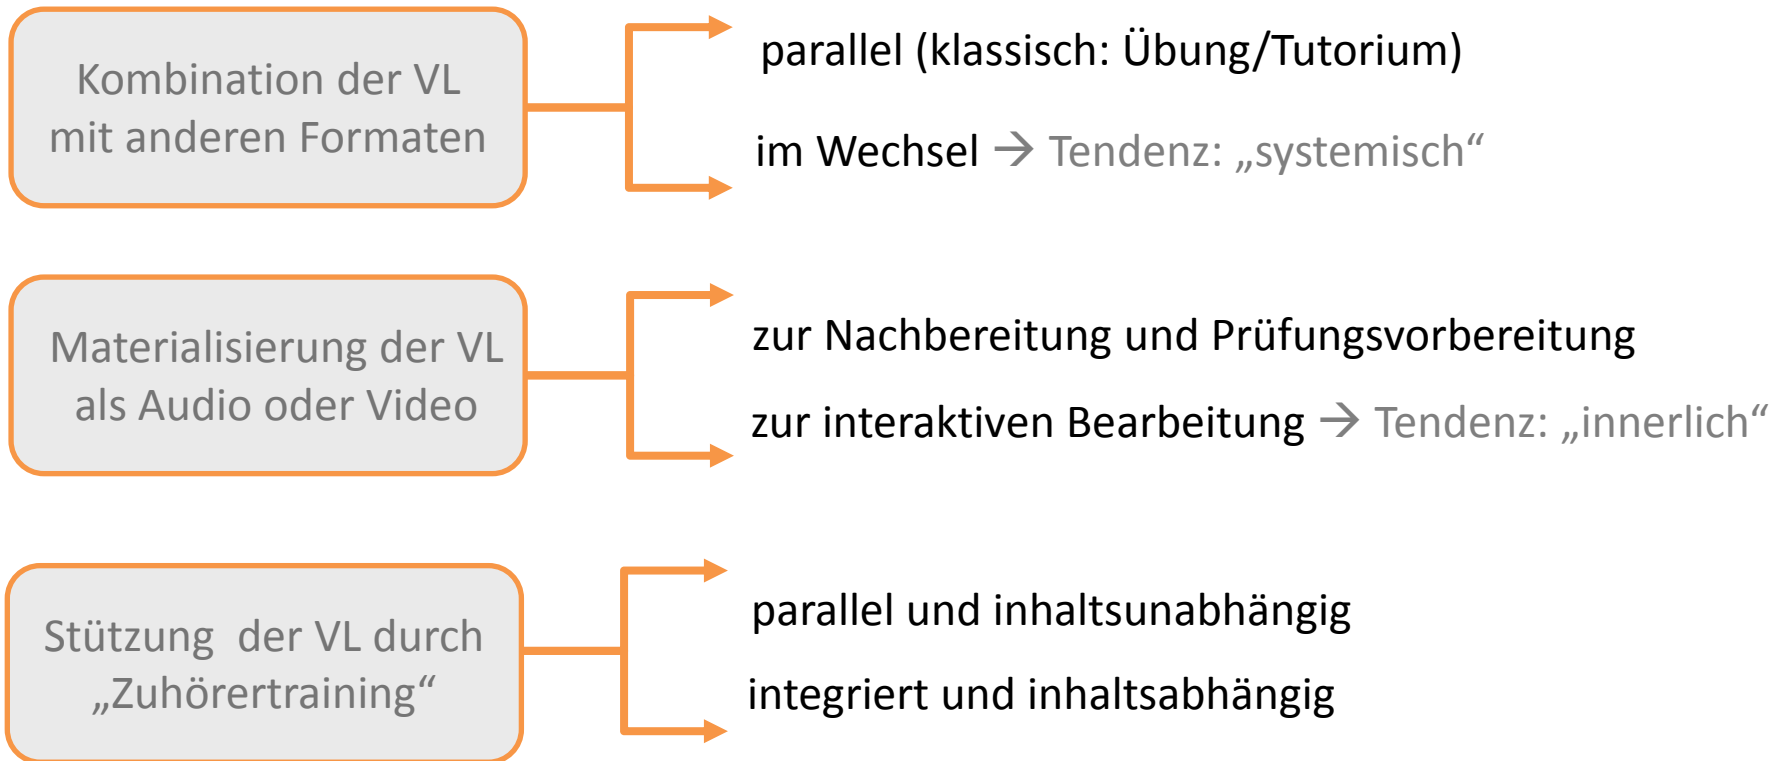 Kombination der VL
mit anderen Formaten
parallel (klassisch: Übung/Tutorium)
im Wechsel → Tendenz: „systemisch“
Materialisierung der VL
als Audio oder Video
zur Nachbereitung und Prüfungsvorbereitung
zur interaktiven Bearbeitung → Tendenz: „innerlich“
Stützung der VL durch
„Zuhörertraining“
parallel und inhaltsunabhängig
integriert und inhaltsabhängig